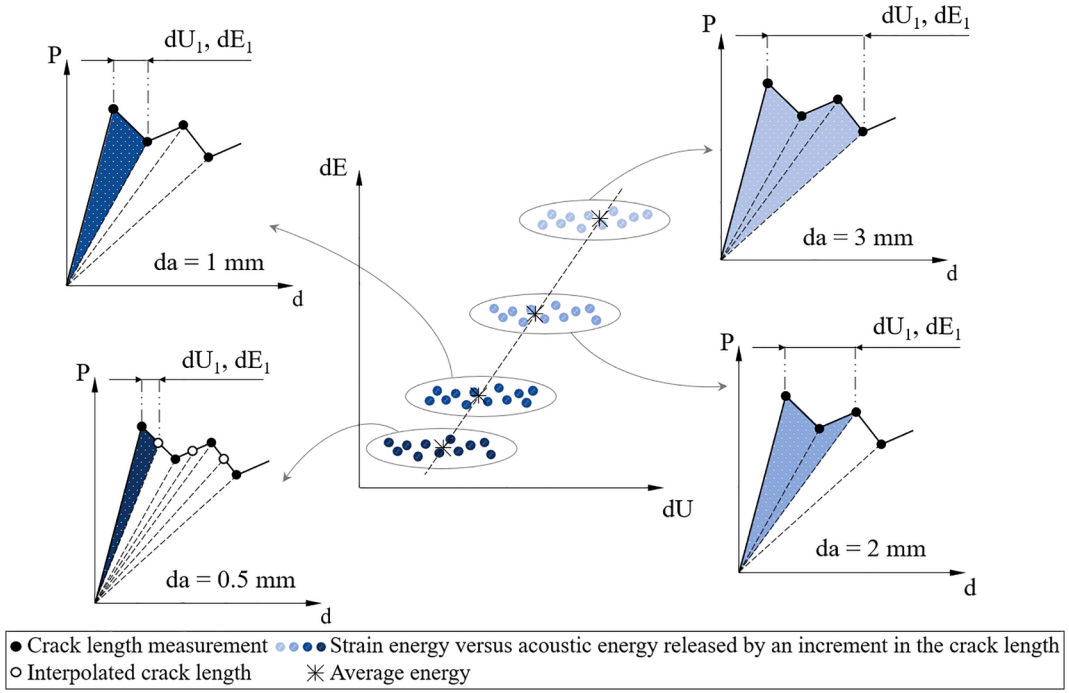 dU₁, dE₁
P
da = 1 mm
d
dU₁, dE₁
P
da = 3 mm
d
dE
dU
dU₁, dE₁
P
da = 0.5 mm
d
dU₁, dE₁
P
da = 2 mm
d
Crack length measurement
Strain energy versus acoustic energy released by an increment in the crack length
Interpolated crack length
Average energy